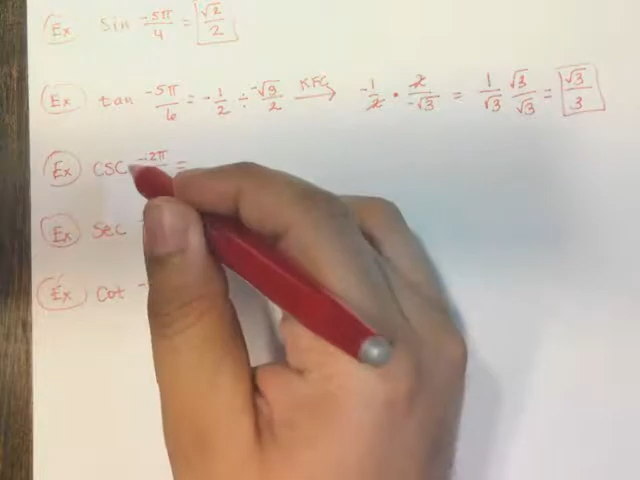 Ex sin -5π/4 = √2/2
Ex tan -5π/6 = -1/2 ÷ -√3/2 KFC → -1/2 · 2/-√3 = 1/√3 √3/√3 = √3/3
Ex CSC -2π =
Ex Sec
Ex Cot -